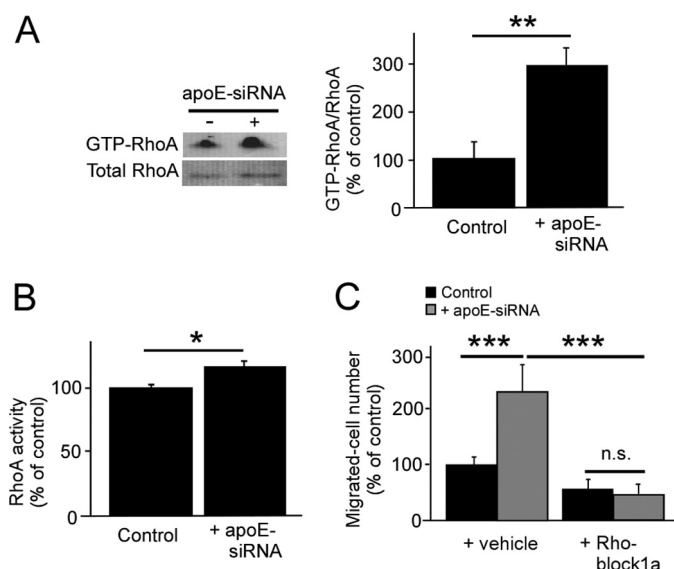 A
apoE-siRNA
- +
GTP-RhoA
Total RhoA
GTP-RhoA/RhoA
(% of control)
300
200
100
0
**
Control
+ apoE-
siRNA
B
RhoA activity
(% of control)
100
50
0
*
Control
+ apoE-
siRNA
C
Control
+ apoE-siRNA
Migrated-cell number
(% of control)
300
200
100
0
*** ***
n.s.
+ vehicle
+ Rho-
block1a